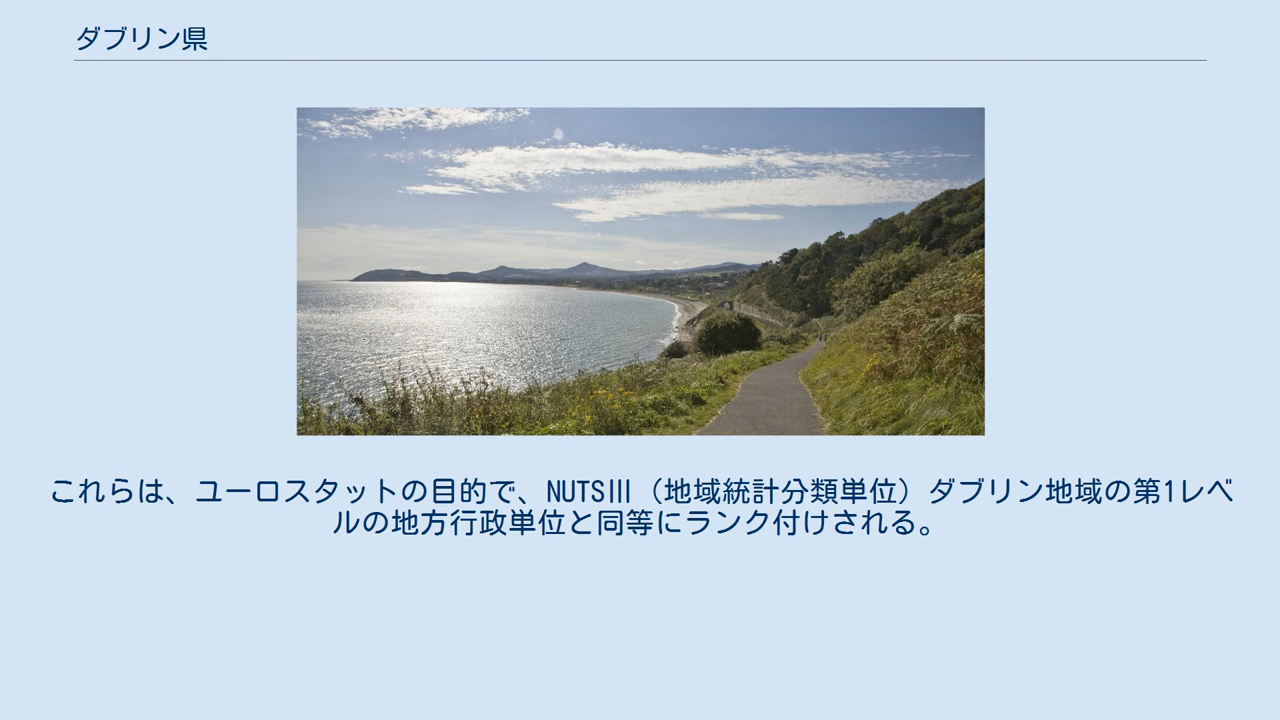 ダブリン県
これらは、ユーロスタットの目的で、NUTSⅢ（地域統計分類単位）ダブリン地域の第1レベ
ルの地方行政単位と同等にランク付けされる。